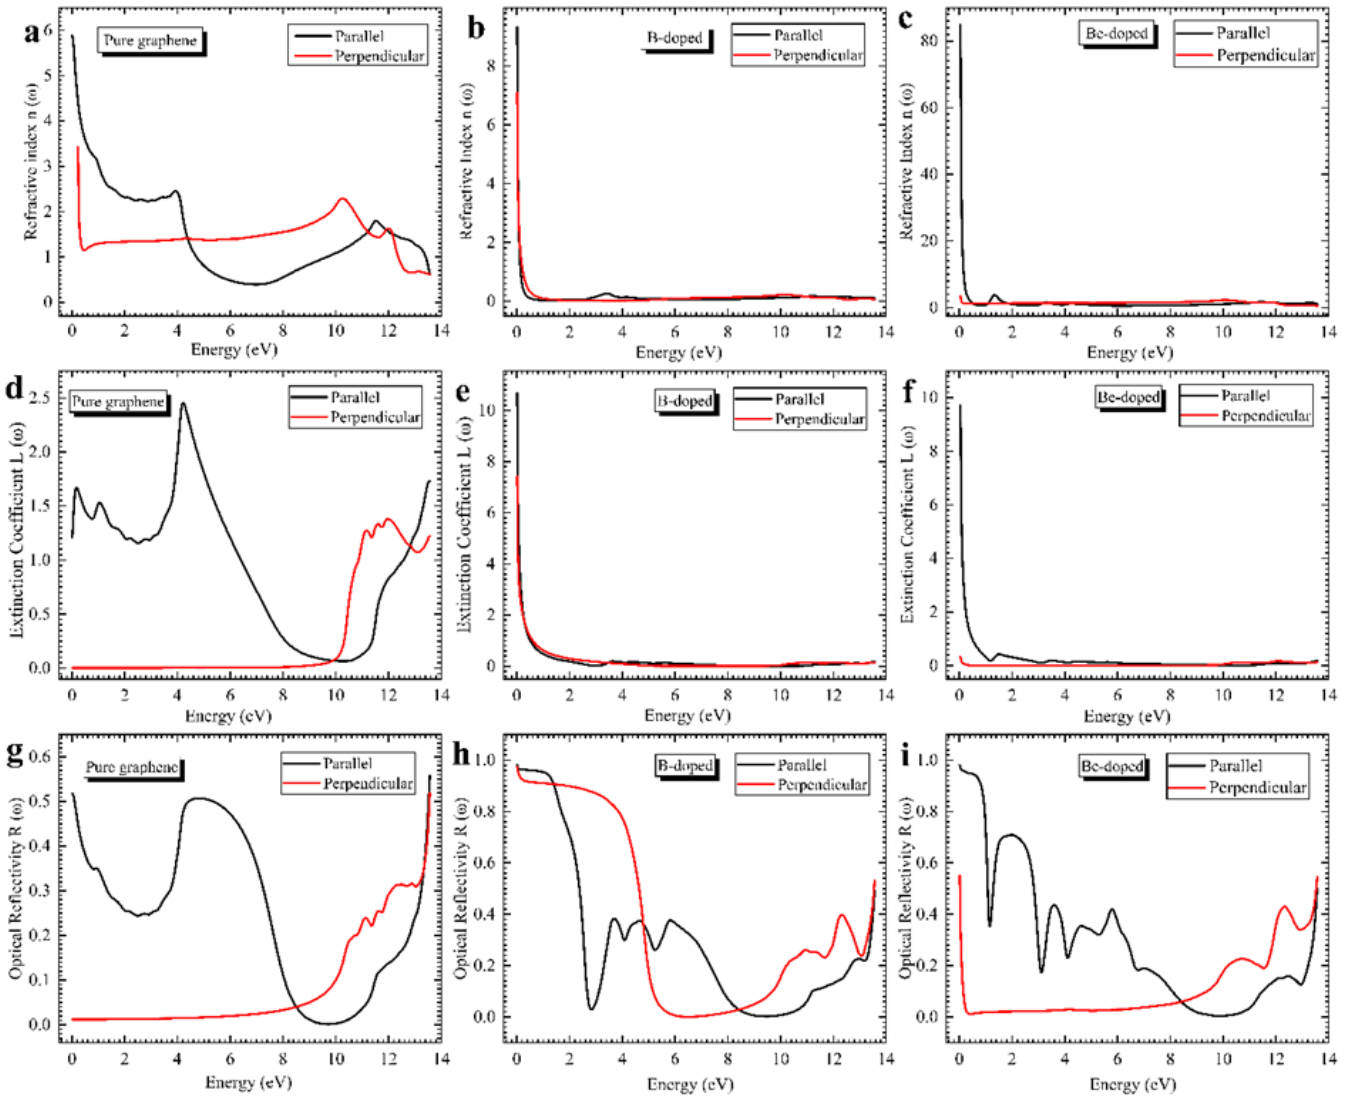 a
Pure graphene
Parallel
Perpendicular
Refractive index n (ω)
6
5
4
3
2
1
0
0 2 4 6 8 10 12 14
Energy (eV)
b
B-doped
Parallel
Perpendicular
Refractive Index n (ω)
8
6
4
2
0
0 2 4 6 8 10 12 14
Energy (eV)
c
Be-doped
Parallel
Perpendicular
Refractive Index n (ω)
80
60
40
20
0
0 2 4 6 8 10 12 14
Energy (eV)
d
Pure graphene
Parallel
Perpendicular
Extinction Coefficient L (ω)
2.5
2.0
1.5
1.0
0.5
0.0
0 2 4 6 8 10 12 14
Energy (eV)
e
B-doped
Parallel
Perpendicular
Extinction Coefficient L (ω)
10
8
6
4
2
0
0 2 4 6 8 10 12 14
Energy (eV)
f
Be-doped
Parallel
Perpendicular
Extinction Coefficient L (ω)
10
8
6
4
2
0
0 2 4 6 8 10 12 14
Energy (eV)
g
Pure graphene
Parallel
Perpendicular
Optical Reflectivity R (ω)
0.6
0.5
0.4
0.3
0.2
0.1
0.0
0 2 4 6 8 10 12 14
Energy (eV)
h
B-doped
Parallel
Perpendicular
Optical Reflectivity R (ω)
1.0
0.8
0.6
0.4
0.2
0.0
0 2 4 6 8 10 12 14
Energy (eV)
i
Be-doped
Parallel
Perpendicular
Optical Reflectivity R (ω)
1.0
0.8
0.6
0.4
0.2
0.0
0 2 4 6 8 10 12 14
Energy (eV)